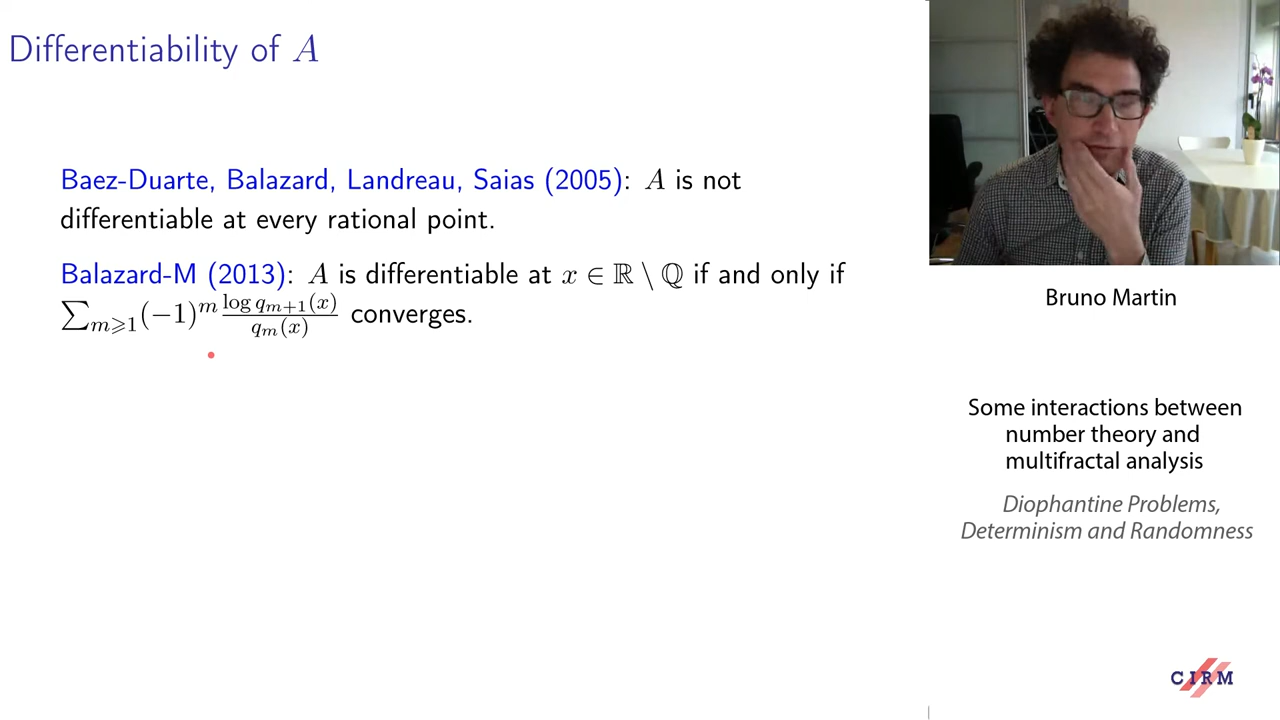 Differentiability of A
Baez-Duarte, Balazard, Landreau, Saias (2005): A is not
differentiable at every rational point.
Balazard-M (2013): A is differentiable at x ∈ ℝ \ ℚ if and only if
∑_{m⩾1}(−1)^m \frac{log q_{m+1}(x)}{q_m(x)} converges.
Bruno Martin
Some interactions between
number theory and
multifractal analysis
Diophantine Problems,
Determinism and Randomness
CIRM